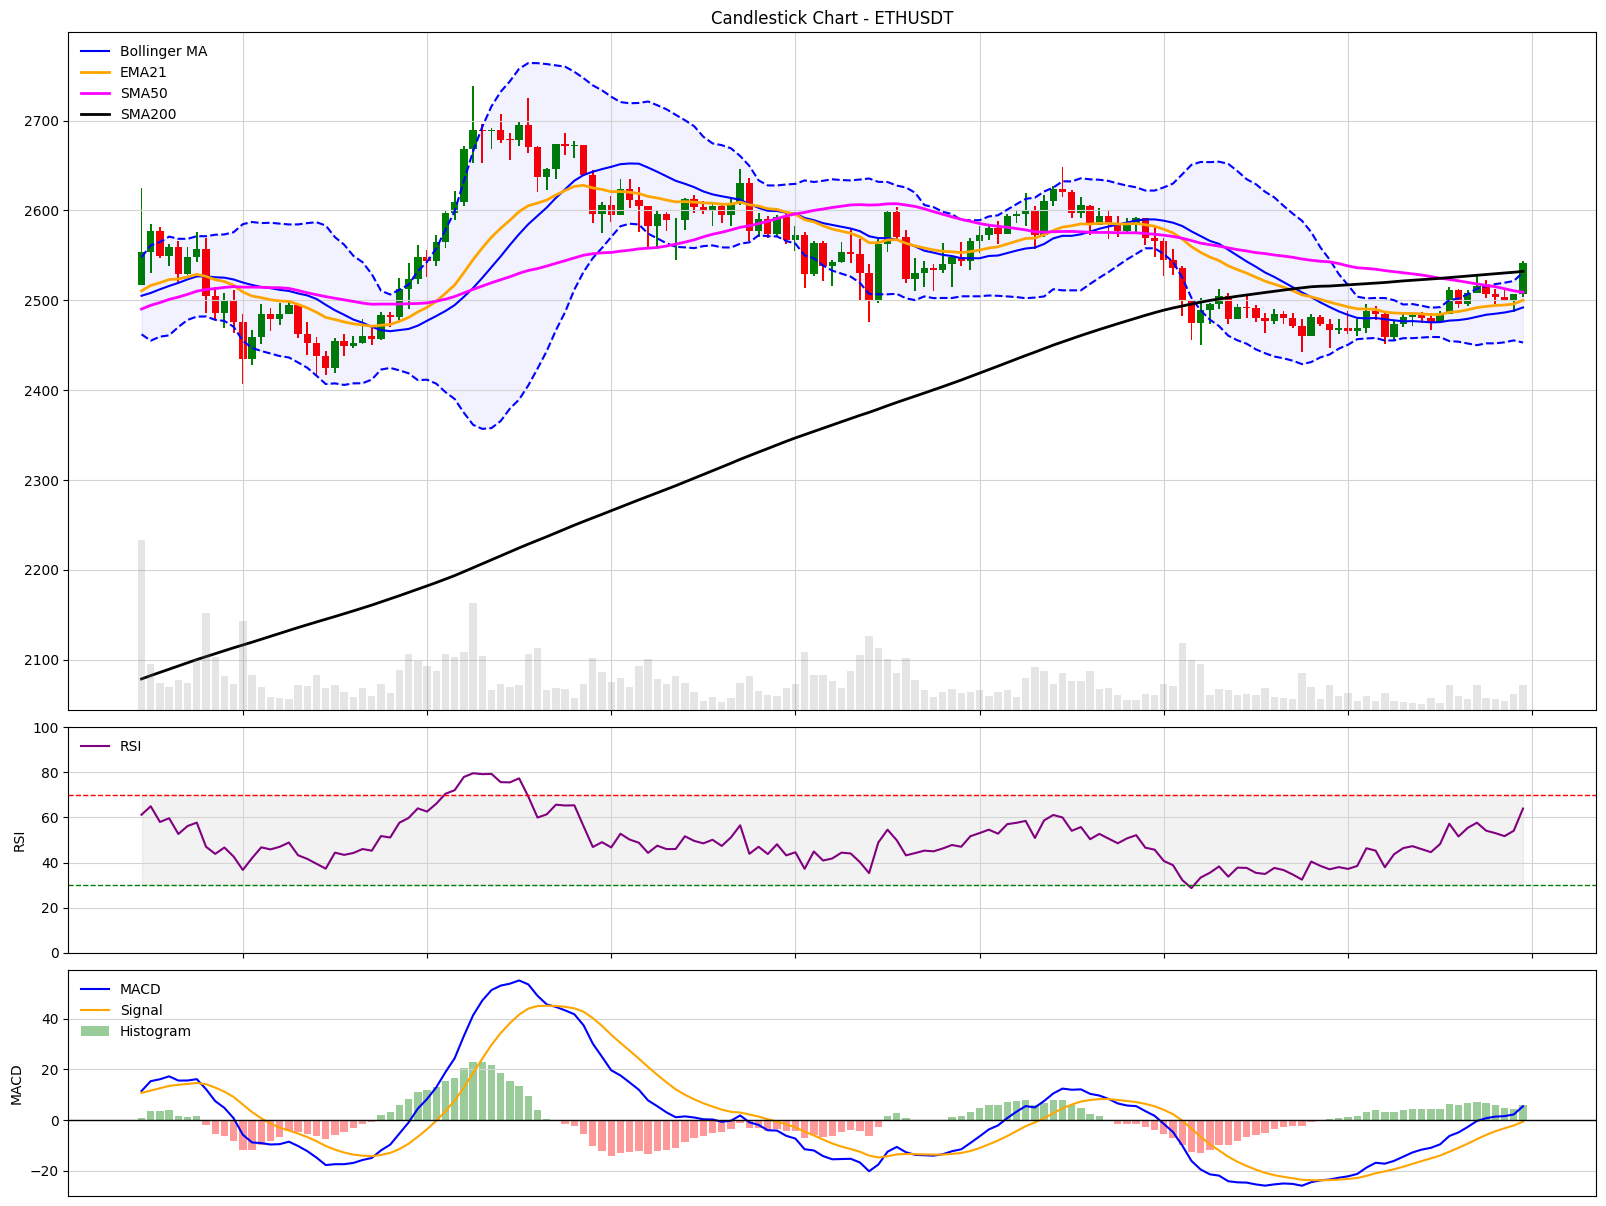 Candlestick Chart - ETHUSDT
Bollinger MA
EMA21
SMA50
SMA200
2700
2600
2500
2400
2300
2200
2100
RSI
RSI
100
80
60
40
20
0
MACD
Signal
Histogram
MACD
40
20
0
−20